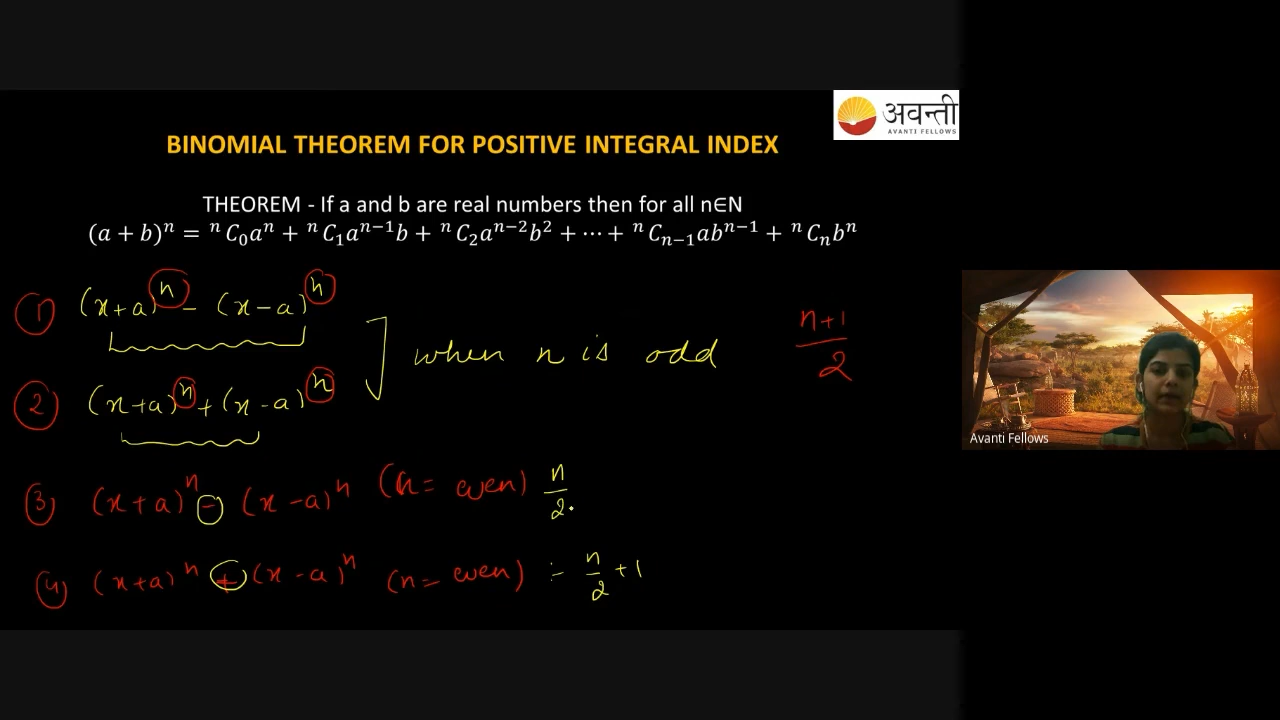 अवन्ती
AVANTI FELLOWS
BINOMIAL THEOREM FOR POSITIVE INTEGRAL INDEX
THEOREM - If a and b are real numbers then for all n∈N
(a + b)ⁿ = ⁿC₀aⁿ + ⁿC₁aⁿ⁻¹b + ⁿC₂aⁿ⁻²b² + ⋯ + ⁿCₙ₋₁abⁿ⁻¹ + ⁿCₙbⁿ
① (x+a)ⁿ - (x-a)ⁿ
② (x+a)ⁿ + (x-a)ⁿ
] when n is odd
n+1
2
③ (x+a)ⁿ - (x-a)ⁿ (n = even) n/2.
④ (x+a)ⁿ + (x-a)ⁿ (n = even) :- n/2 + 1
Avanti Fellows